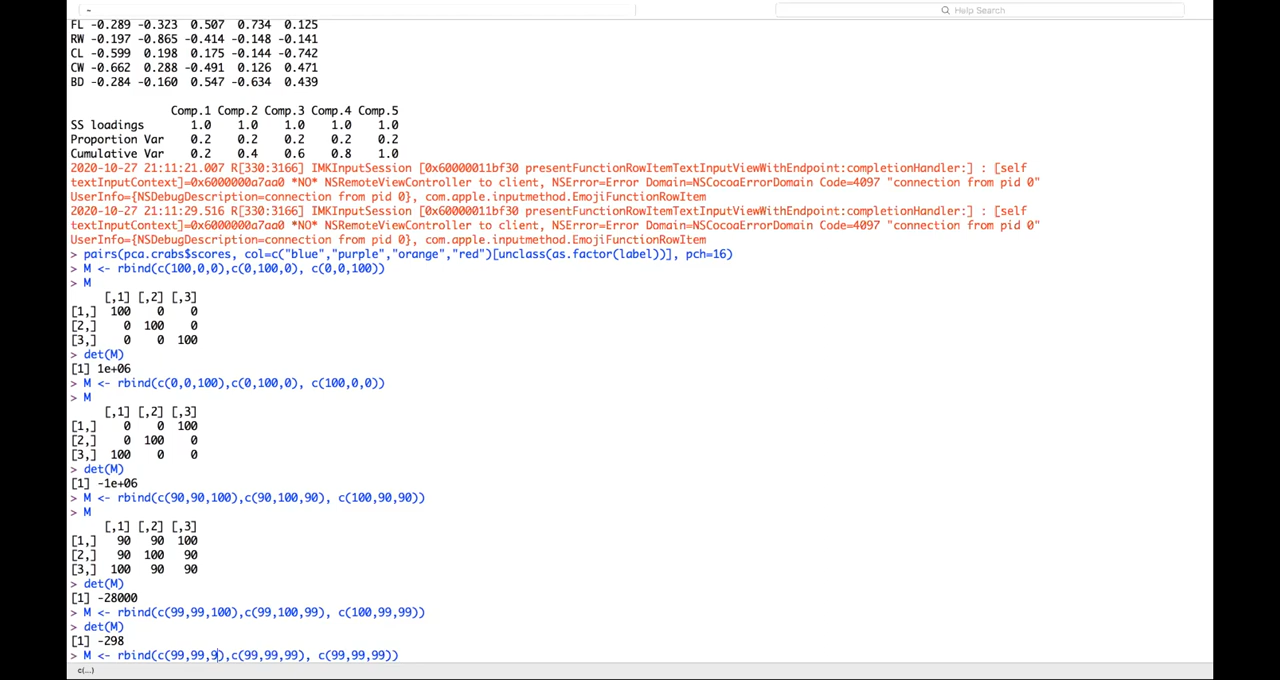 ~
Help Search
FL -0.289 -0.323 0.507 0.734 0.125
RW -0.197 -0.865 -0.414 -0.148 -0.141
CL -0.599 0.198 0.175 -0.144 -0.742
CW -0.662 0.288 -0.491 0.126 0.471
BD -0.284 -0.160 0.547 -0.634 0.439
Comp.1 Comp.2 Comp.3 Comp.4 Comp.5
SS loadings 1.0 1.0 1.0 1.0 1.0
Proportion Var 0.2 0.2 0.2 0.2 0.2
Cumulative Var 0.2 0.4 0.6 0.8 1.0
2020-10-27 21:11:21.007 R[330:3166] IMKInputSession [0x60000011bf30 presentFunctionRowItemTextInputViewWithEndpoint:completionHandler:] : [self
textInputContext]=0x6000000a7aa0 *NO* NSRemoteViewController to client, NSError=Error Domain=NSCocoaErrorDomain Code=4097 "connection from pid 0"
UserInfo={NSDebugDescription=connection from pid 0}, com.apple.inputmethod.EmojiFunctionRowItem
2020-10-27 21:11:29.516 R[330:3166] IMKInputSession [0x60000011bf30 presentFunctionRowItemTextInputViewWithEndpoint:completionHandler:] : [self
textInputContext]=0x6000000a7aa0 *NO* NSRemoteViewController to client, NSError=Error Domain=NSCocoaErrorDomain Code=4097 "connection from pid 0"
UserInfo={NSDebugDescription=connection from pid 0}, com.apple.inputmethod.EmojiFunctionRowItem
> pairs(pca.crabs$scores, col=c("blue","purple","orange","red")[unclass(as.factor(label))], pch=16)
> M <- rbind(c(100,0,0),c(0,100,0), c(0,0,100))
> M
[,1] [,2] [,3]
[1,] 100 0 0
[2,] 0 100 0
[3,] 0 0 100
> det(M)
[1] 1e+06
> M <- rbind(c(0,0,100),c(0,100,0), c(100,0,0))
> M
[,1] [,2] [,3]
[1,] 0 0 100
[2,] 0 100 0
[3,] 100 0 0
> det(M)
[1] -1e+06
> M <- rbind(c(90,90,100),c(90,100,90), c(100,90,90))
> M
[,1] [,2] [,3]
[1,] 90 90 100
[2,] 90 100 90
[3,] 100 90 90
> det(M)
[1] -28000
> M <- rbind(c(99,99,100),c(99,100,99), c(100,99,99))
> det(M)
[1] -298
> M <- rbind(c(99,99,9),c(99,99,99), c(99,99,99))
c(...)